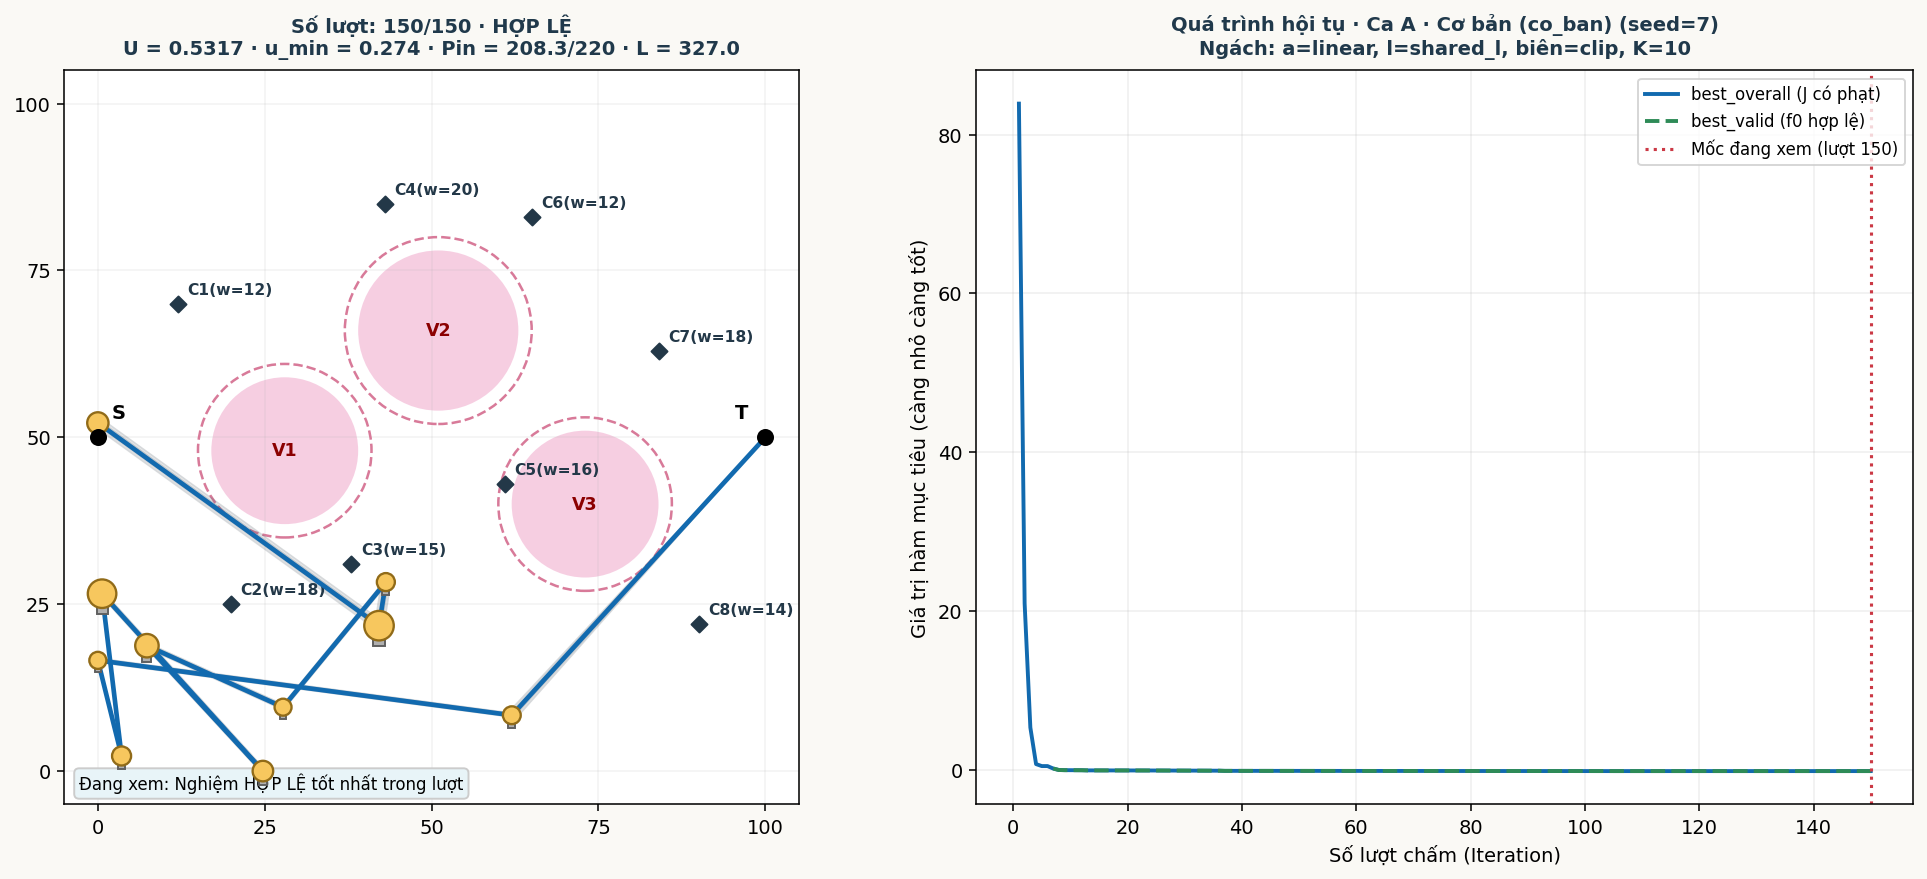 Số lượt: 150/150 · HỢP LỆ
U = 0.5317 · u_min = 0.274 · Pin = 208.3/220 · L = 327.0
100
75
50
25
0
0
25
50
75
100
C4(w=20)
C6(w=12)
C1(w=12)
V2
C7(w=18)
S
T
V1
C5(w=16)
V3
C3(w=15)
C2(w=18)
C8(w=14)
Đang xem: Nghiệm HỢP LỆ tốt nhất trong lượt
Quá trình hội tụ · Ca A · Cơ bản (co_ban) (seed=7)
Ngách: a=linear, l=shared_l, biên=clip, K=10
best_overall (J có phạt)
best_valid (f0 hợp lệ)
Mốc đang xem (lượt 150)
Giá trị hàm mục tiêu (càng nhỏ càng tốt)
80
60
40
20
0
0
20
40
60
80
100
120
140
Số lượt chấm (Iteration)